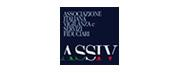 ASSOCIAZIONE
ITALIANA
VIGILANZA e
SERVIZI
FIDUCIARI
ASSIV